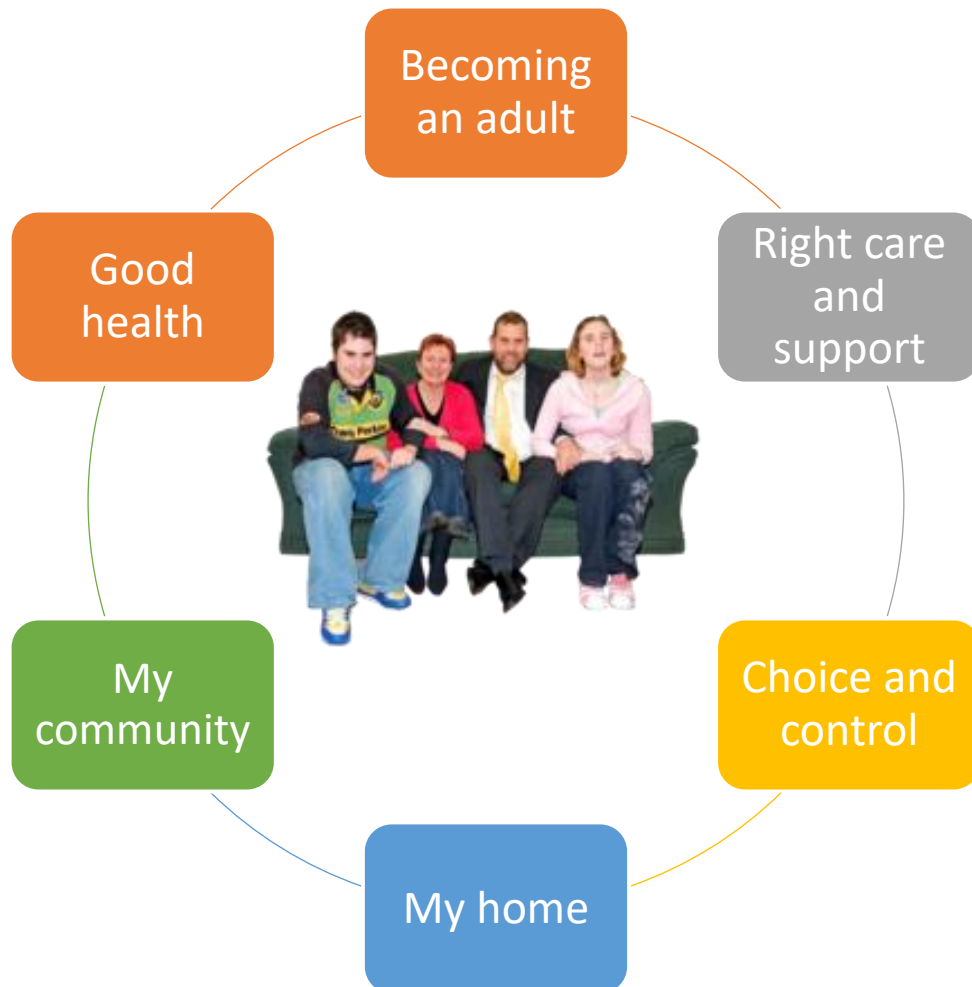 Becoming
an adult
Right care
and
support
Choice and
control
My home
My
community
Good
health